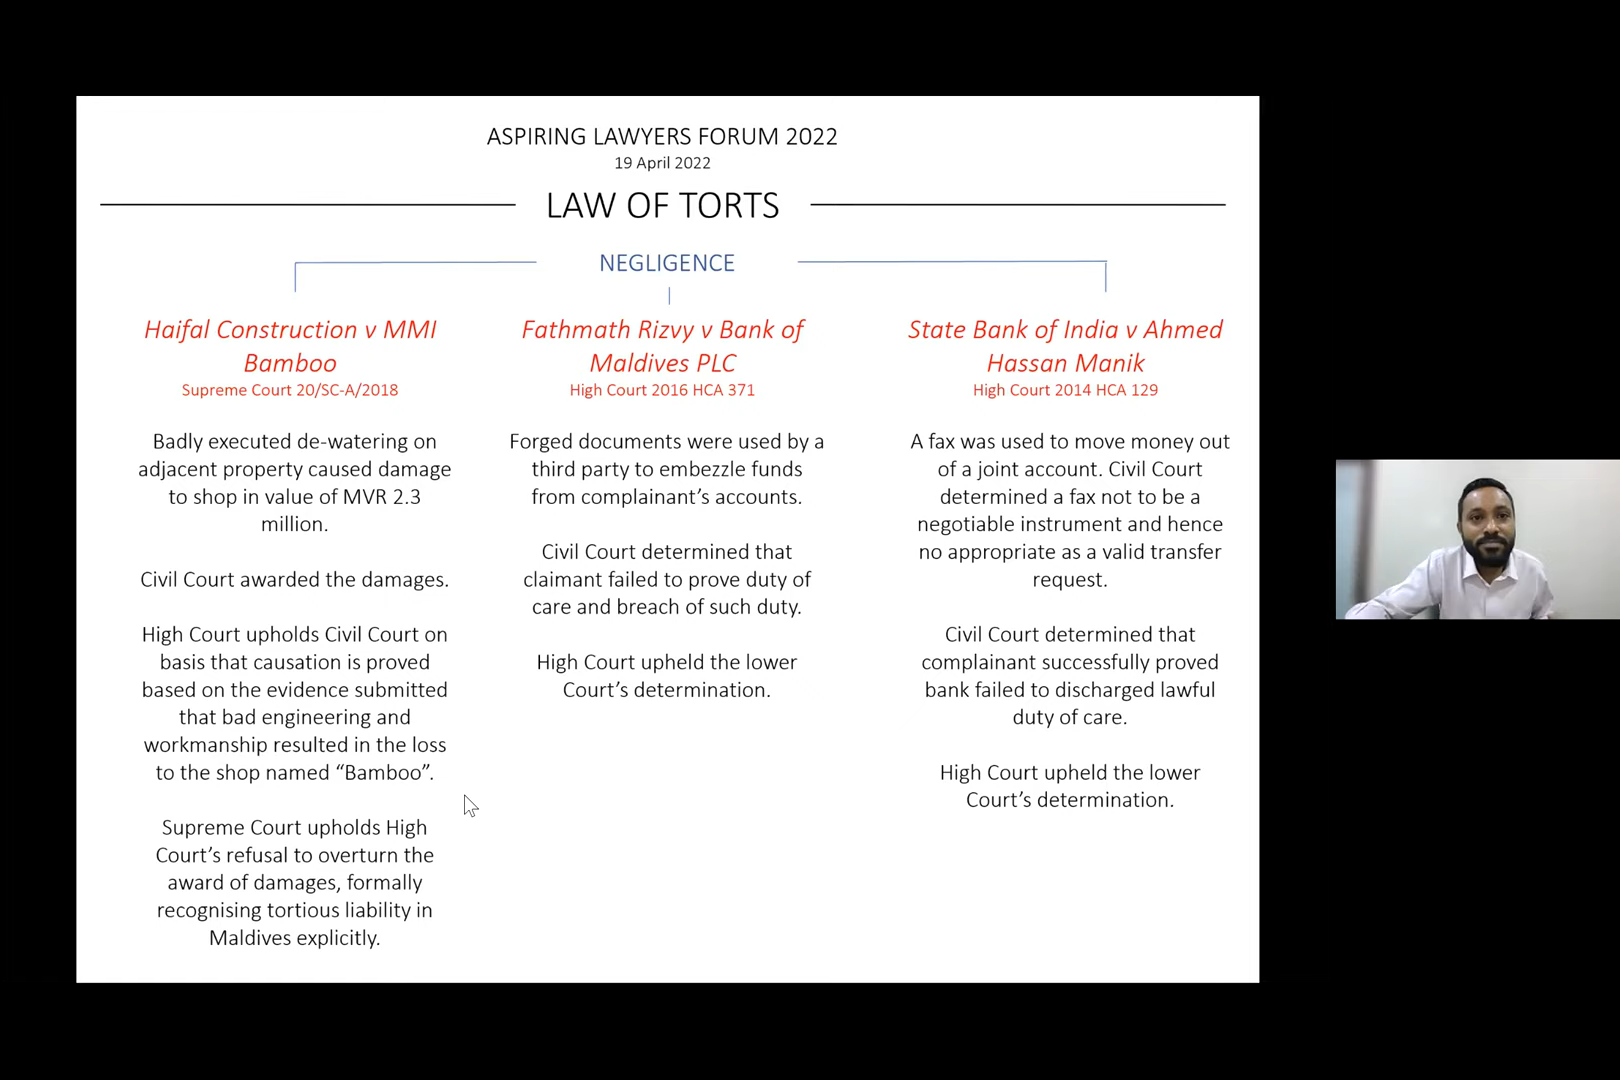 ASPIRING LAWYERS FORUM 2022
19 April 2022
LAW OF TORTS
NEGLIGENCE
Haifal Construction v MMI
Bamboo
Supreme Court 20/SC-A/2018
Badly executed de-watering on
adjacent property caused damage
to shop in value of MVR 2.3
million.
Civil Court awarded the damages.
High Court upholds Civil Court on
basis that causation is proved
based on the evidence submitted
that bad engineering and
workmanship resulted in the loss
to the shop named “Bamboo”.
Supreme Court upholds High
Court’s refusal to overturn the
award of damages, formally
recognising tortious liability in
Maldives explicitly.
Fathmath Rizvy v Bank of
Maldives PLC
High Court 2016 HCA 371
Forged documents were used by a
third party to embezzle funds
from complainant’s accounts.
Civil Court determined that
claimant failed to prove duty of
care and breach of such duty.
High Court upheld the lower
Court’s determination.
State Bank of India v Ahmed
Hassan Manik
High Court 2014 HCA 129
A fax was used to move money out
of a joint account. Civil Court
determined a fax not to be a
negotiable instrument and hence
no appropriate as a valid transfer
request.
Civil Court determined that
complainant successfully proved
bank failed to discharged lawful
duty of care.
High Court upheld the lower
Court’s determination.